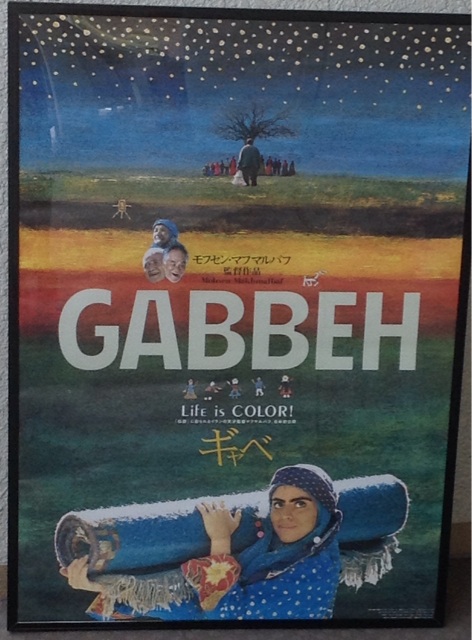 モフセン・マフマルバフ
監督作品
Mohsen Makhmalbaf
GABBEH
Life is COLOR!
ギャベ